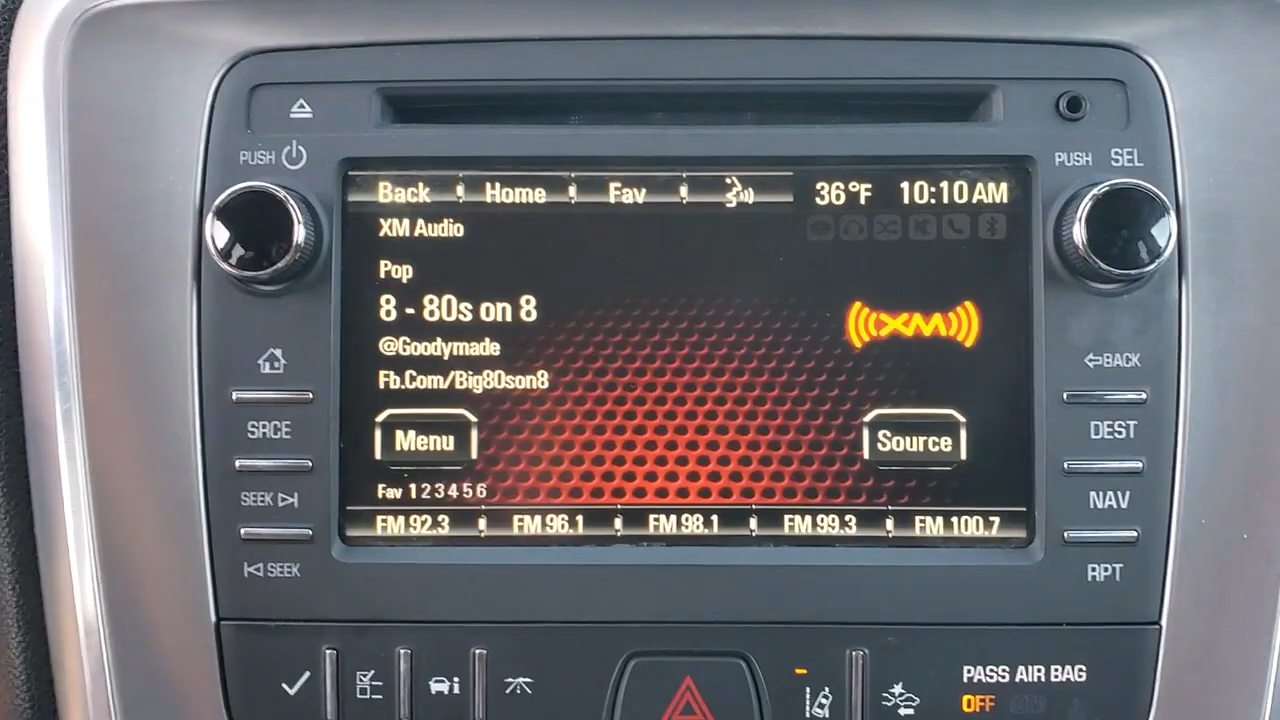 PUSH
PUSH SEL
Back Home Fav 36°F 10:10 AM
XM Audio
Pop
8 - 80s on 8
XM
@Goodymade
Fb.Com/Big80son8
BACK
Menu Source
SRCE
DEST
Fav 1 2 3 4 5 6
SEEK
NAV
FM 92.3 FM 96.1 FM 98.1 FM 99.3 FM 100.7
SEEK
RPT
PASS AIR BAG
OFF ON